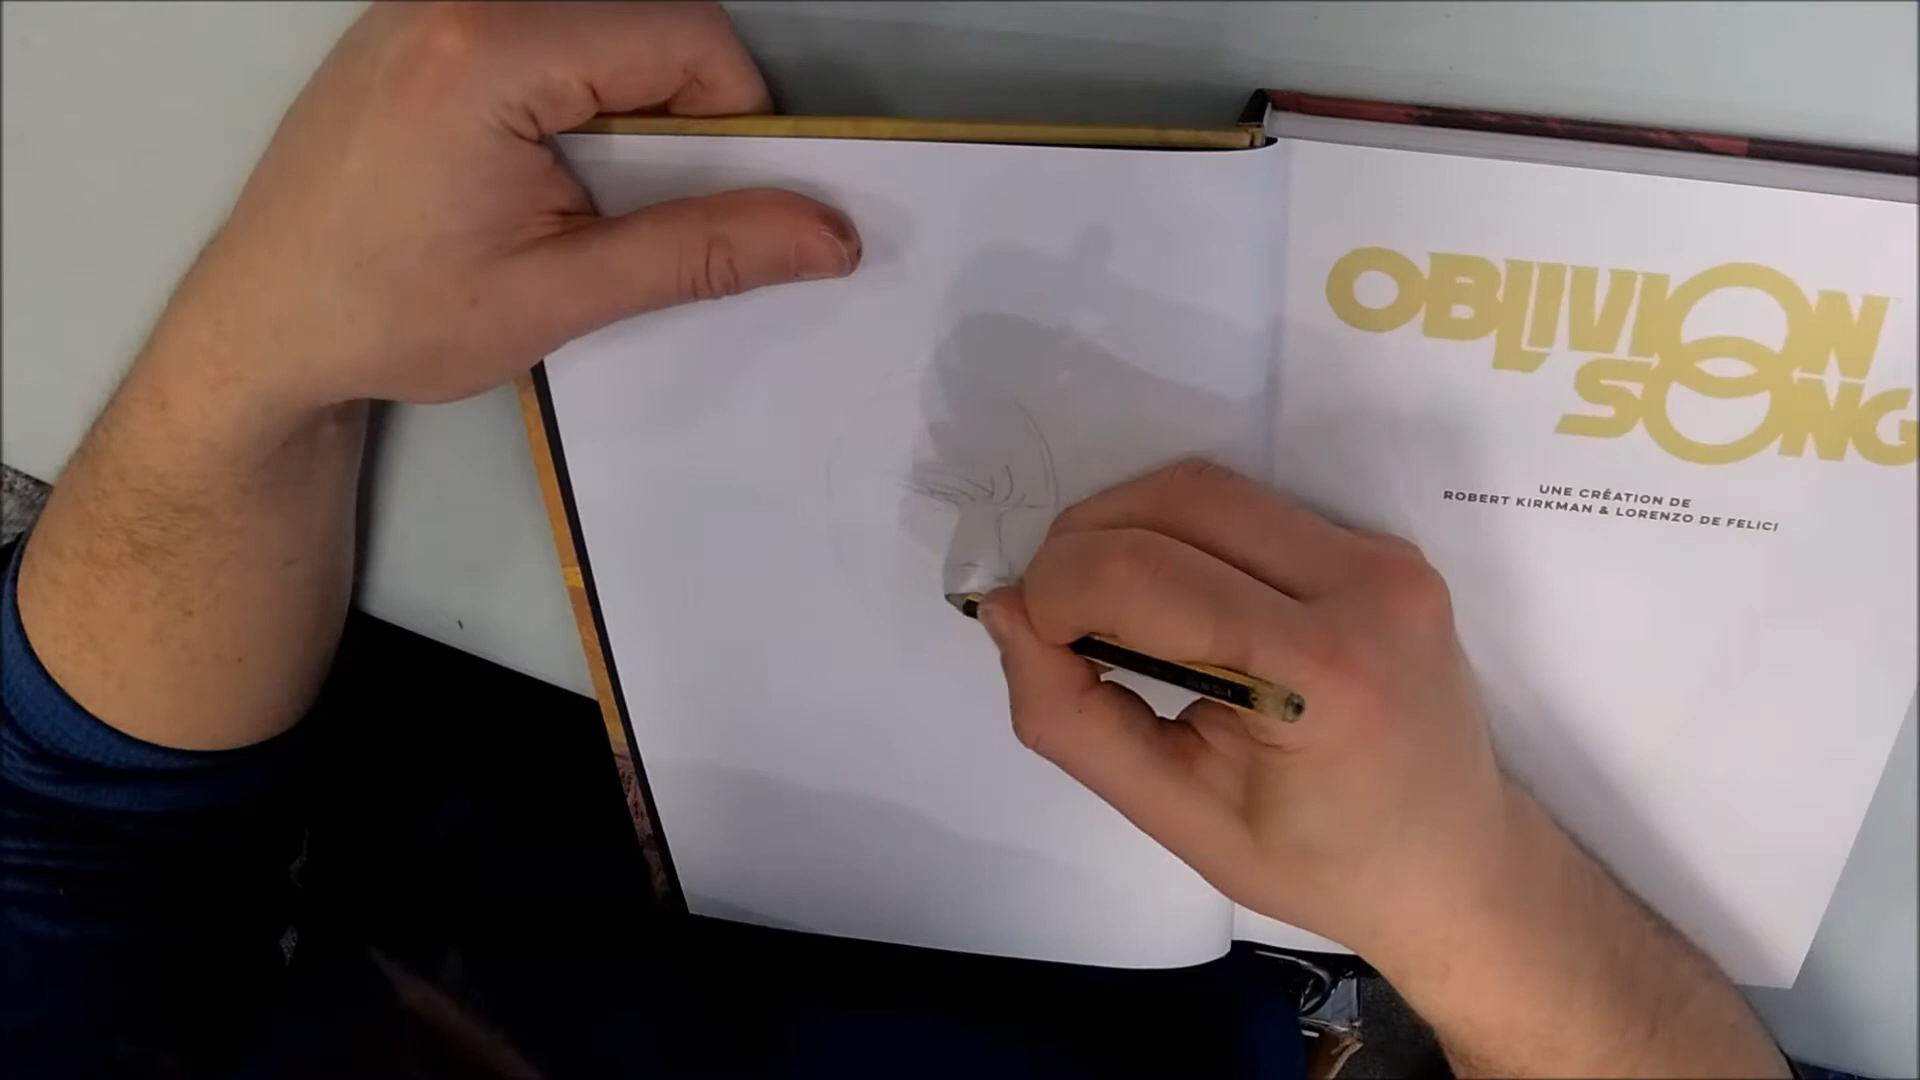 OBLIVION
SONG
UNE CRÉATION DE
ROBERT KIRKMAN & LORENZO DE FELICI